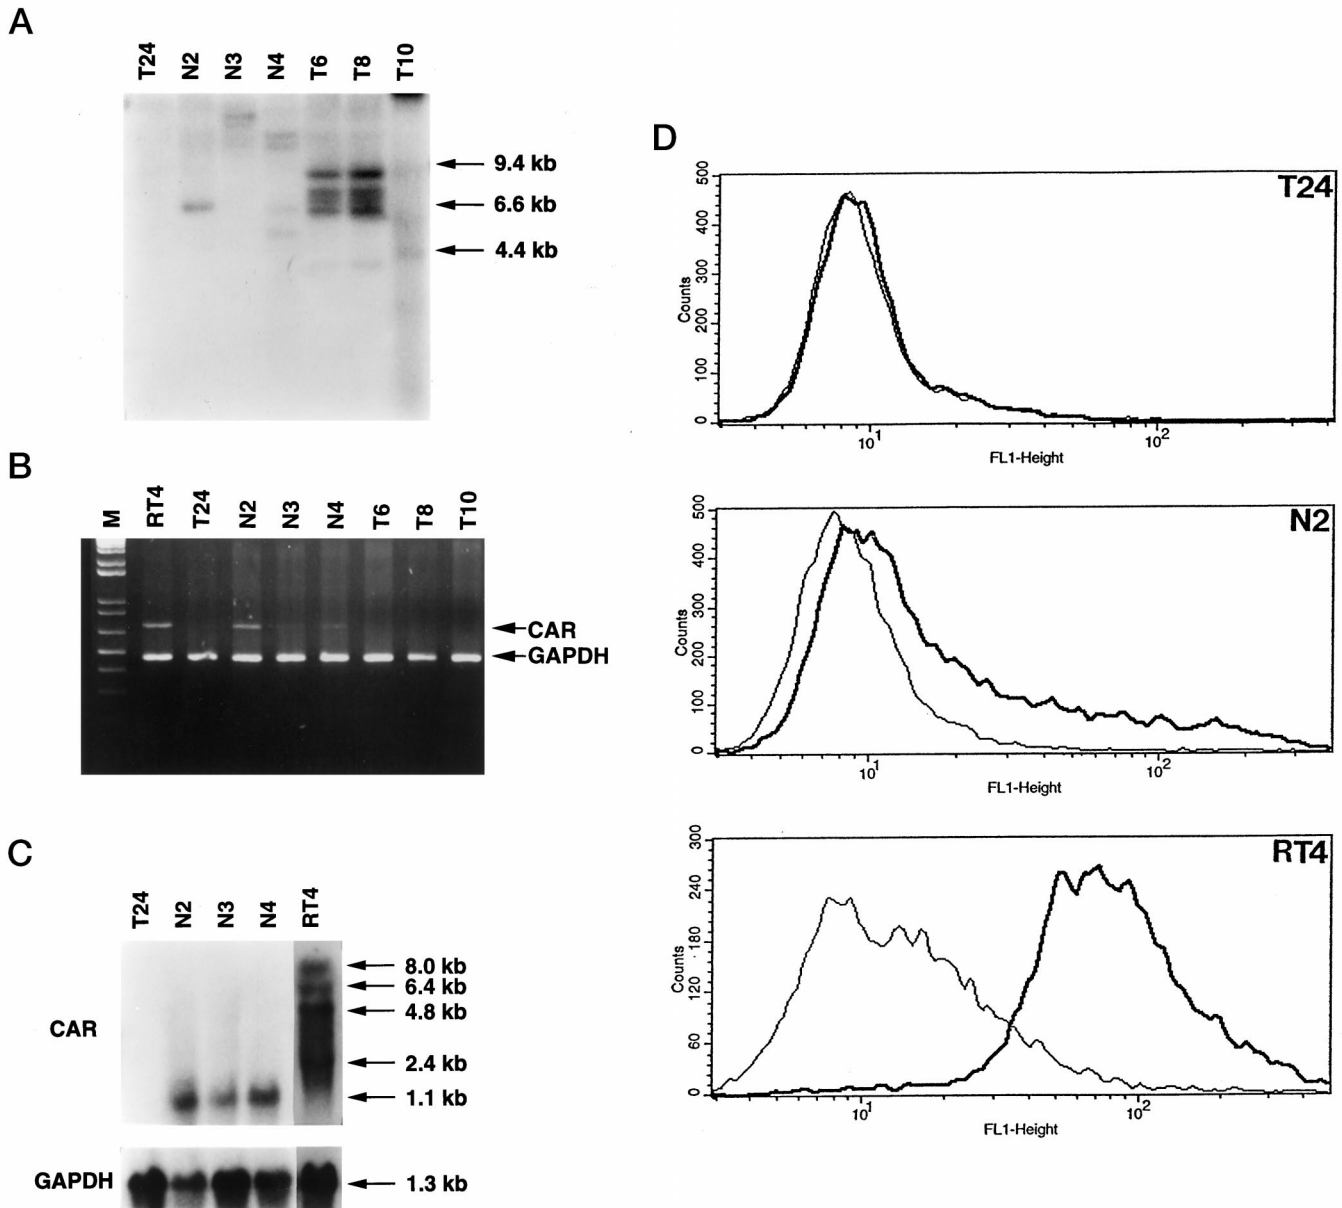 A
T24 N2 N3 N4 T6 T8 T10
9.4 kb
6.6 kb
4.4 kb
B
M RT4 T24 N2 N3 N4 T6 T8 T10
CAR
GAPDH
C
T24 N2 N3 N4 RT4
CAR
8.0 kb
6.4 kb
4.8 kb
2.4 kb
1.1 kb
GAPDH
1.3 kb
D
T24
Counts
500
400
300
200
100
0
10¹ 10²
FL1-Height
N2
Counts
500
400
300
200
100
0
10¹ 10²
FL1-Height
RT4
Counts
300
240
180
120
60
0
10¹ 10²
FL1-Height